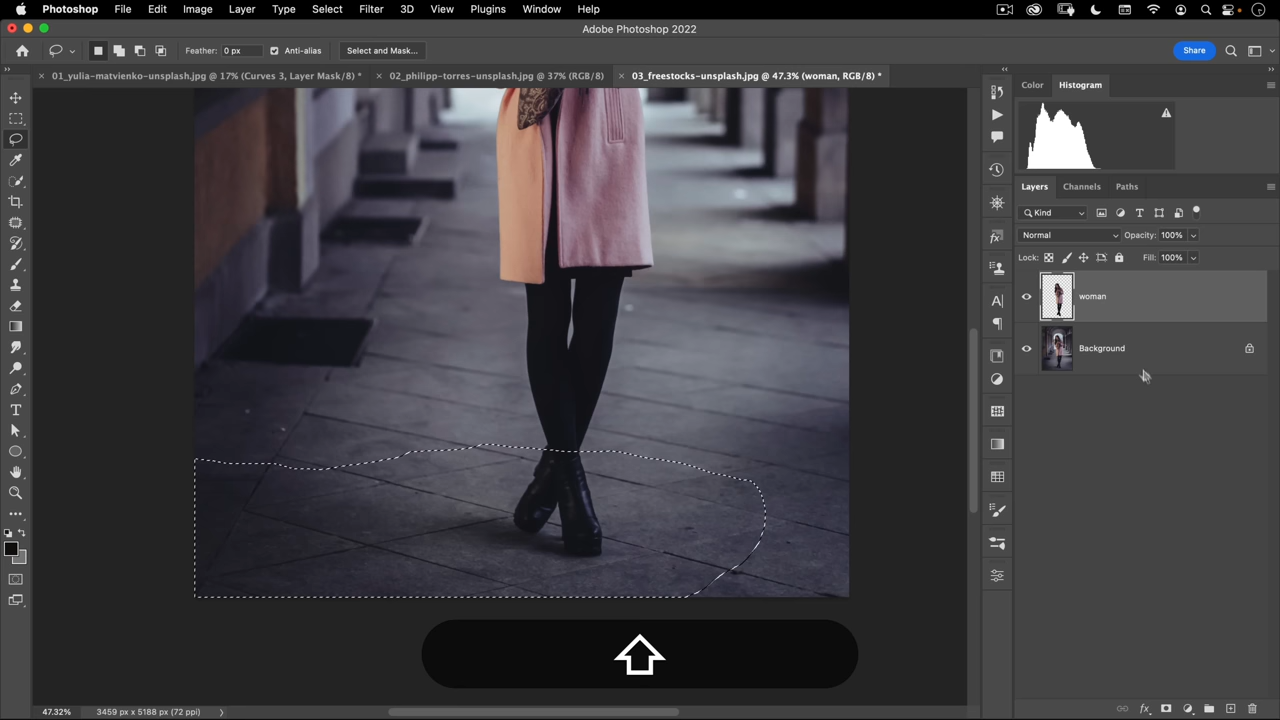 Photoshop File Edit Image Layer Type Select Filter 3D View Plugins Window Help
Adobe Photoshop 2022
Feather: 0 px Anti-alias Select and Mask... Share
01_yulia-matvienko-unsplash.jpg @ 17% (Curves 3, Layer Mask/8) * 02_philipp-torres-unsplash.jpg @ 37% (RGB/8) 03_freestocks-unsplash.jpg @ 47.3% (woman, RGB/8) *
Color Histogram
Layers Channels Paths
Kind
Normal Opacity: 100%
Lock: Fill: 100%
woman
Background
47.32% 3459 px x 5188 px (72 ppi)